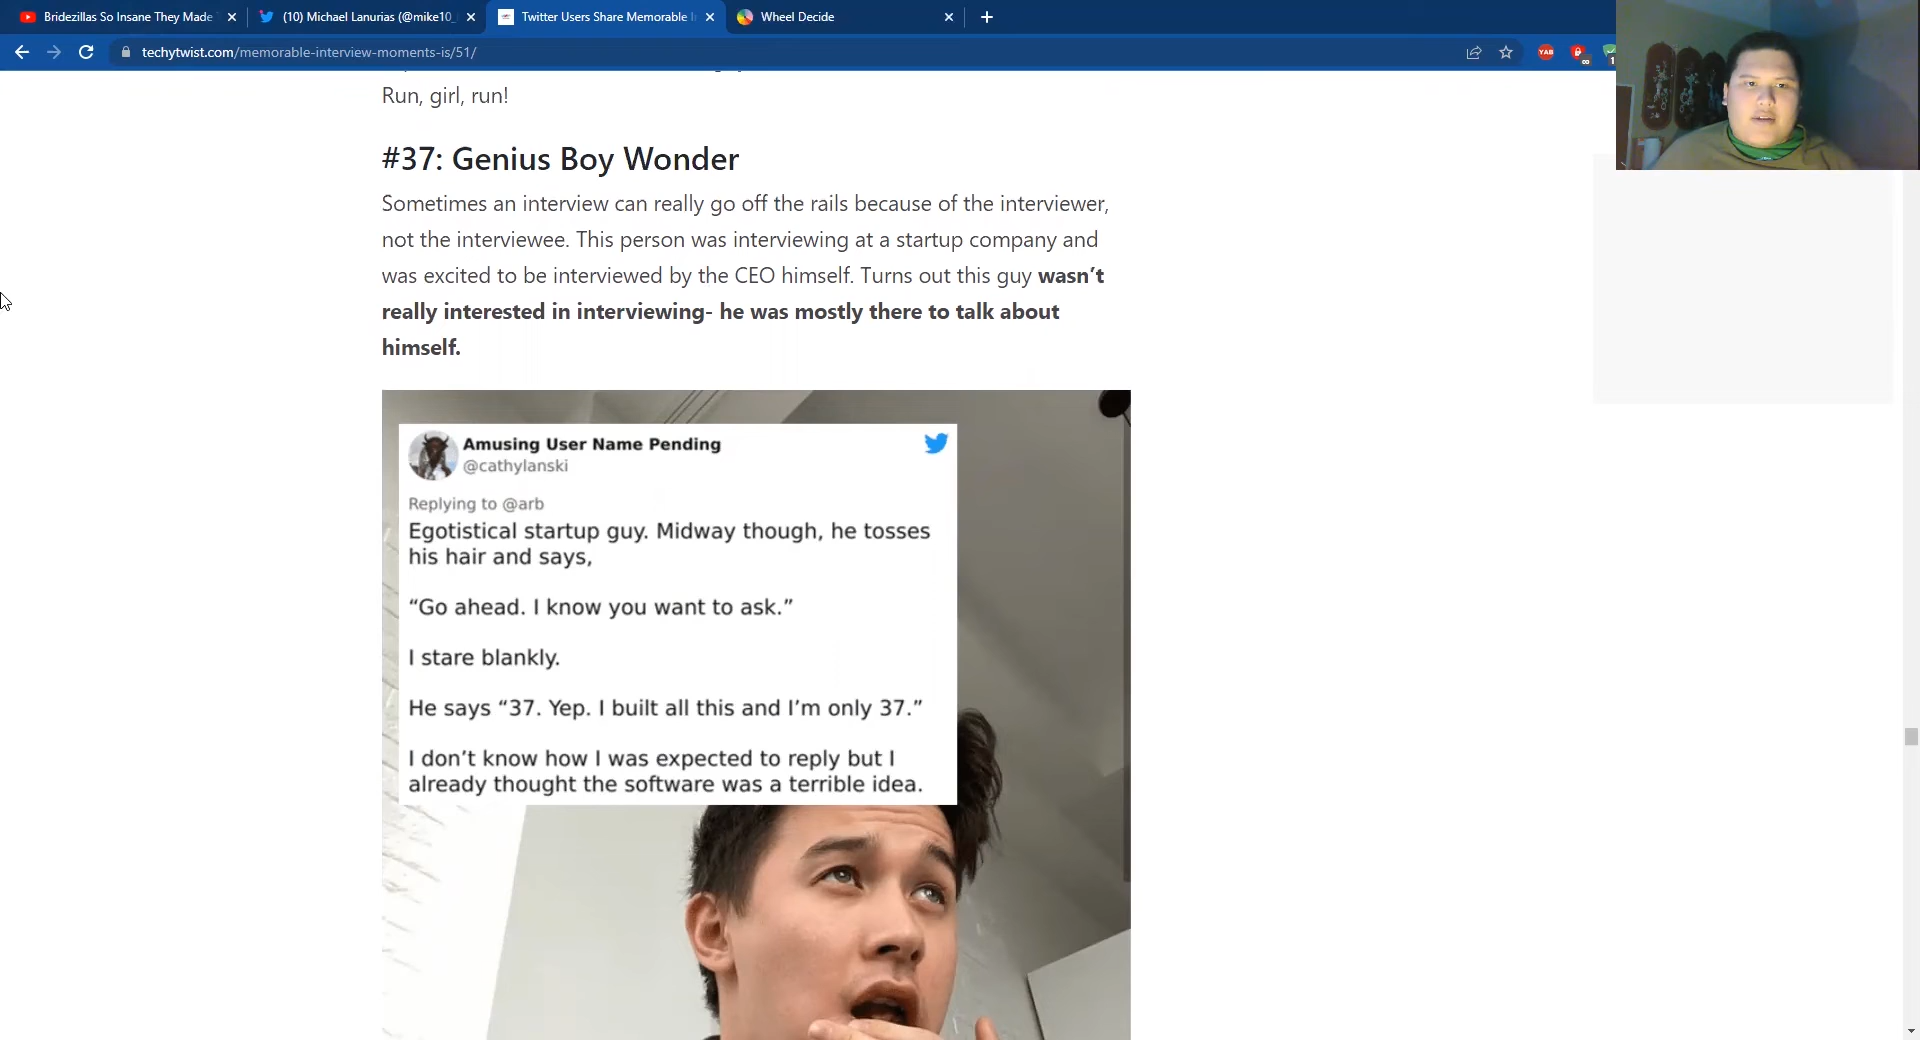 Bridezillas So Insane They Made
(10) Michael Lanurias (@mike10_
Twitter Users Share Memorable I
Wheel Decide
techytwist.com/memorable-interview-moments-is/51/
YAB
Run, girl, run!
#37: Genius Boy Wonder
Sometimes an interview can really go off the rails because of the interviewer,
not the interviewee. This person was interviewing at a startup company and
was excited to be interviewed by the CEO himself. Turns out this guy wasn’t
really interested in interviewing- he was mostly there to talk about
himself.
Amusing User Name Pending
@cathylanski
Replying to @arb
Egotistical startup guy. Midway though, he tosses
his hair and says,
“Go ahead. I know you want to ask.”
I stare blankly.
He says “37. Yep. I built all this and I’m only 37.”
I don’t know how I was expected to reply but I
already thought the software was a terrible idea.